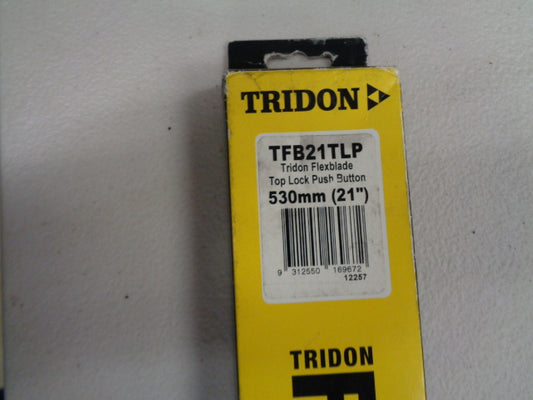 TRIDON
TFB21TLP
Tridon Flexblade
Top Lock Push Button
530mm (21")
9 312550 169672
12257
TRIDON
F